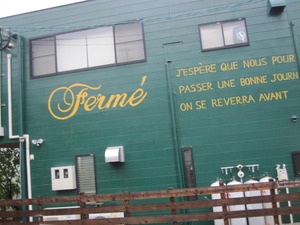 Fermé
J'ESPÈRE QUE NOUS POUR
PASSER UNE BONNE JOURN
ON SE REVERRA AVANT